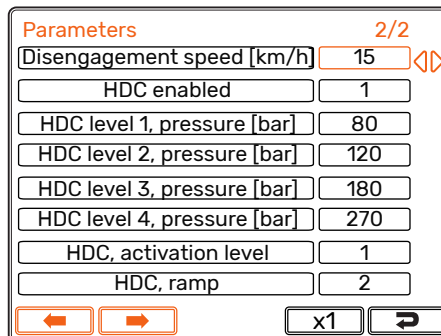 Parameters 2/2
Disengagement speed [km/h] 15
HDC enabled 1
HDC level 1, pressure [bar] 80
HDC level 2, pressure [bar] 120
HDC level 3, pressure [bar] 180
HDC level 4, pressure [bar] 270
HDC, activation level 1
HDC, ramp 2
x1